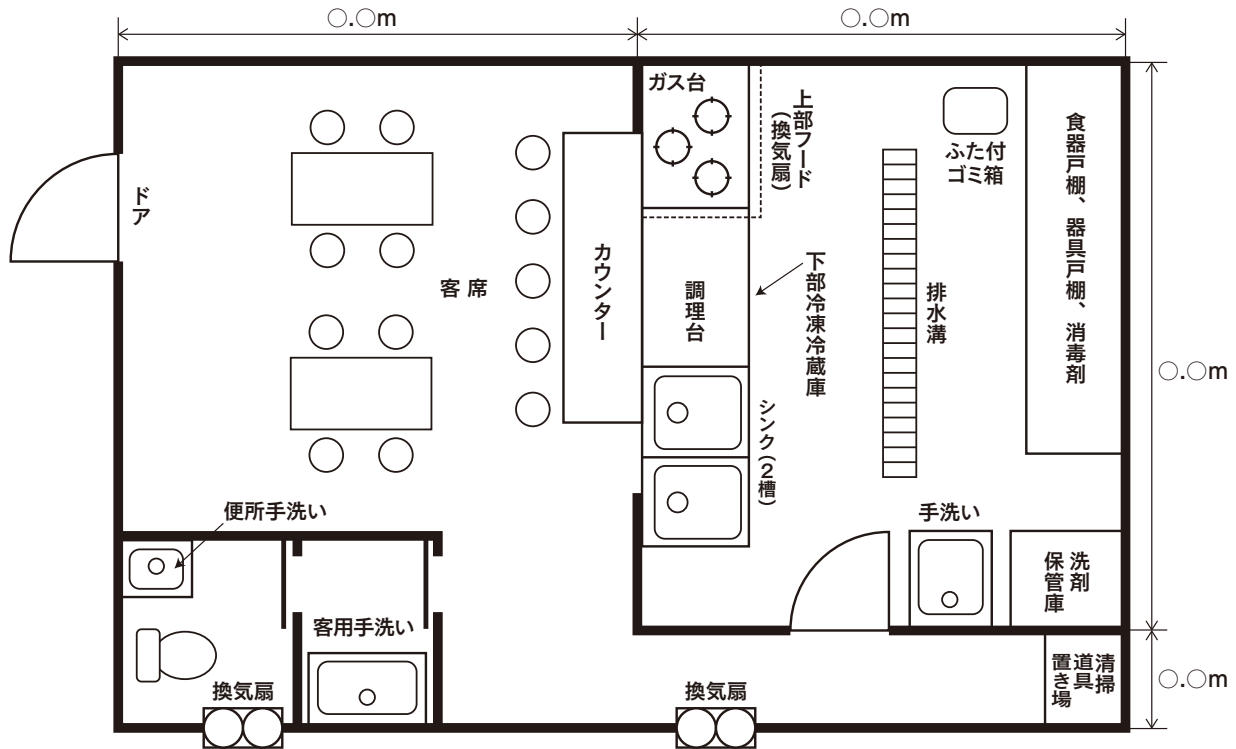 ○.○m
○.○m
ガス台
上部フード
(換気扇)
ふた付
ゴミ箱
食器戸棚、器具戸棚、消毒剤
ドア
客席
カウンター
調理台
下部冷凍冷蔵庫
排水溝
○.○m
シンク(2槽)
便所手洗い
手洗い
洗剤
保管庫
客用手洗い
清掃
道具
置き場
○.○m
換気扇
換気扇